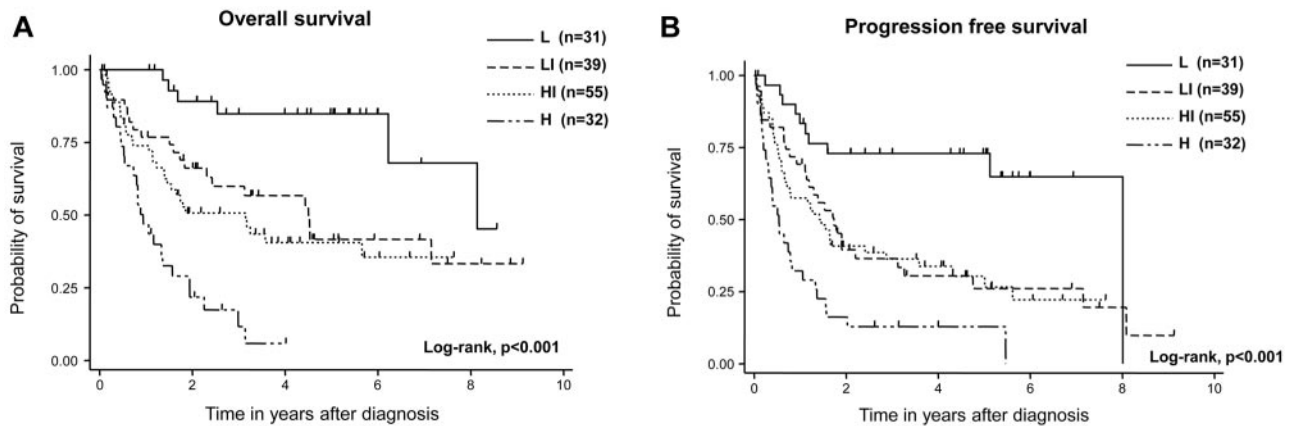 A
Overall survival
L (n=31)
LI (n=39)
HI (n=55)
H (n=32)
Probability of survival
1.00
0.75
0.50
0.25
0.00
Log-rank, p<0.001
0 2 4 6 8 10
Time in years after diagnosis
B
Progression free survival
L (n=31)
LI (n=39)
HI (n=55)
H (n=32)
Probability of survival
1.00
0.75
0.50
0.25
0.00
Log-rank, p<0.001
0 2 4 6 8 10
Time in years after diagnosis